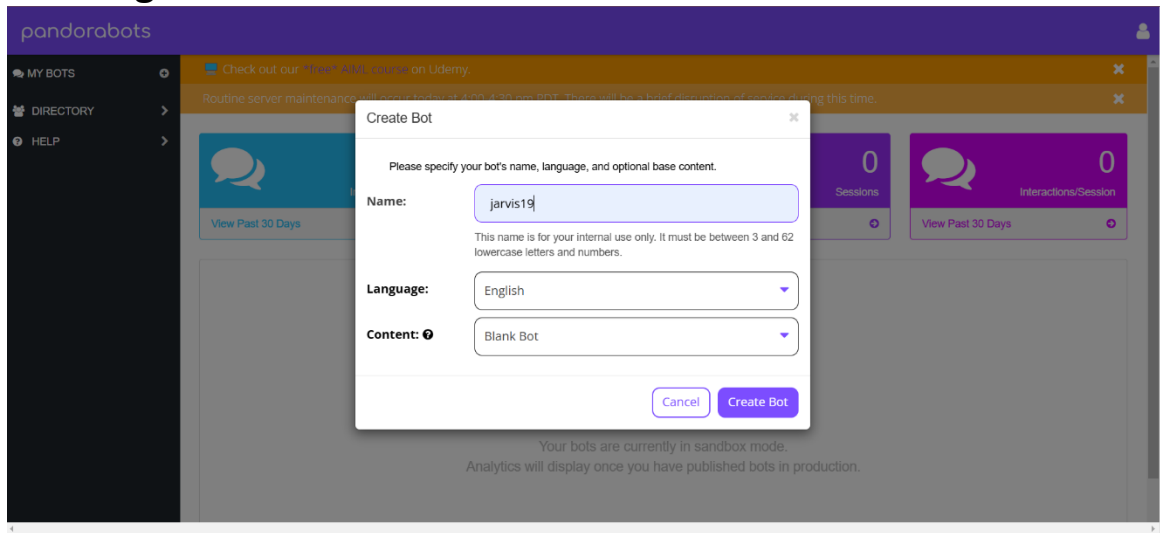 pandorabots
MY BOTS
DIRECTORY
HELP
Check out our *free* AIML course on Udemy.
Routine server maintenance will occur today at 4:00-4:30 pm PDT. There will be a brief disruption of service during this time.
Create Bot
Please specify your bot's name, language, and optional base content.
Name:
jarvis19
This name is for your internal use only. It must be between 3 and 62
lowercase letters and numbers.
Language:
English
Content:
Blank Bot
Cancel
Create Bot
View Past 30 Days
0
Sessions
0
Interactions/Session
View Past 30 Days
Your bots are currently in sandbox mode.
Analytics will display once you have published bots in production.